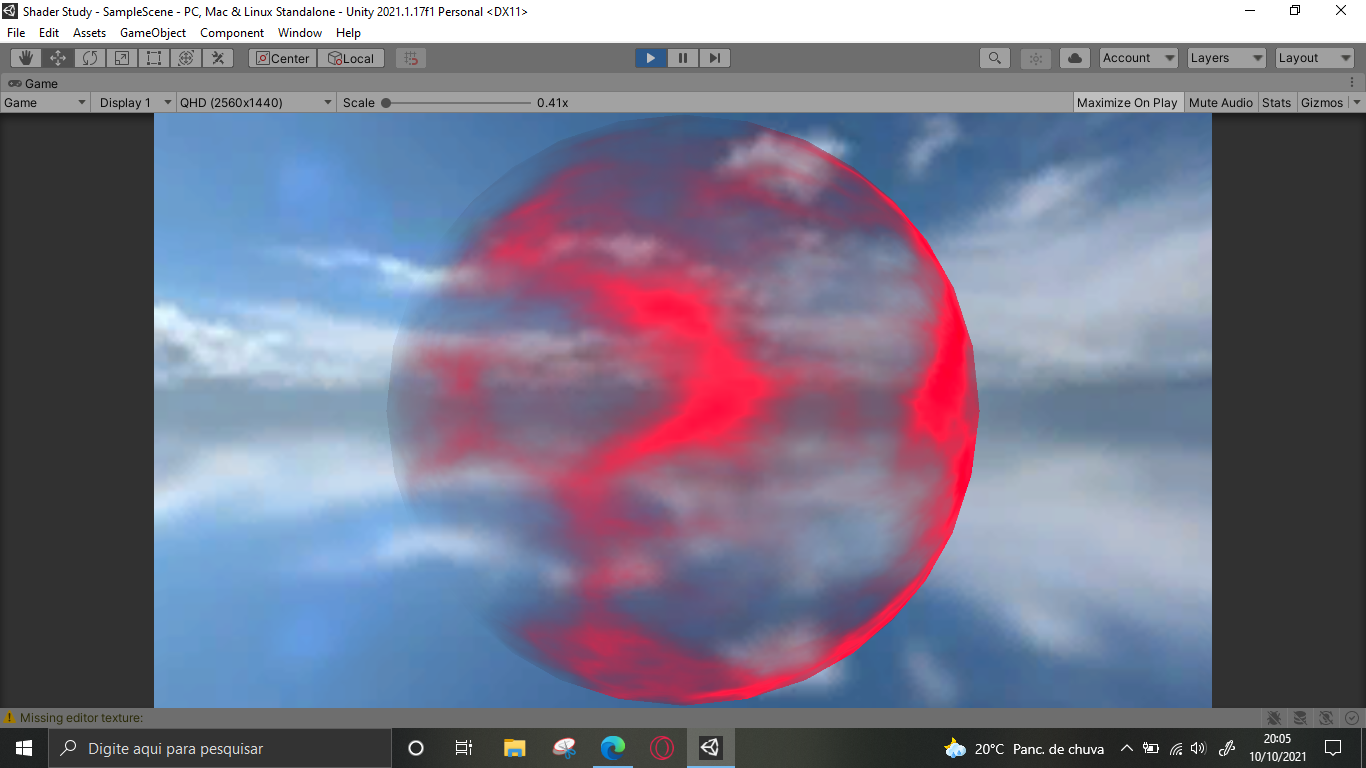 Shader Study - SampleScene - PC, Mac & Linux Standalone - Unity 2021.1.17f1 Personal <DX11>
File Edit Assets GameObject Component Window Help
Center Local Account Layers Layout
Game
Game Display 1 QHD (2560x1440) Scale 0.41x Maximize On Play Mute Audio Stats Gizmos
Missing editor texture:
Digite aqui para pesquisar 20°C Panc. de chuva 20:05
10/10/2021